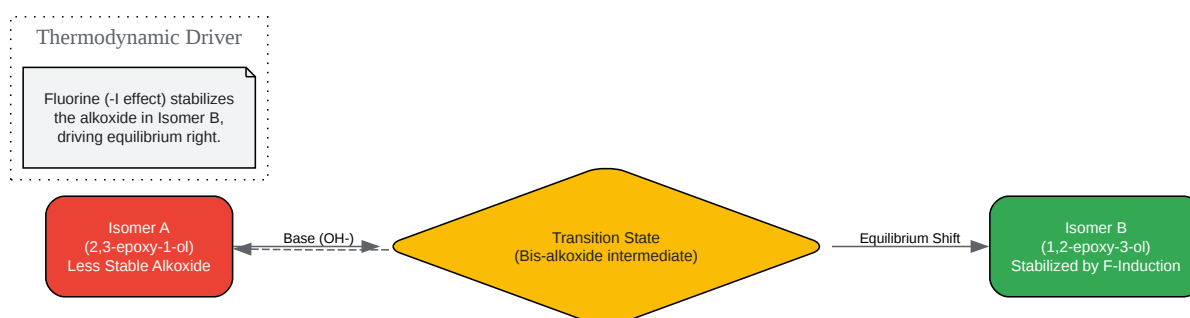 Thermodynamic Driver
Fluorine (-I effect) stabilizes
the alkoxide in Isomer B,
driving equilibrium right.
Isomer A
(2,3-epoxy-1-ol)
Less Stable Alkoxide
Base (OH-)
Transition State
(Bis-alkoxide intermediate)
Equilibrium Shift
Isomer B
(1,2-epoxy-3-ol)
Stabilized by F-Induction